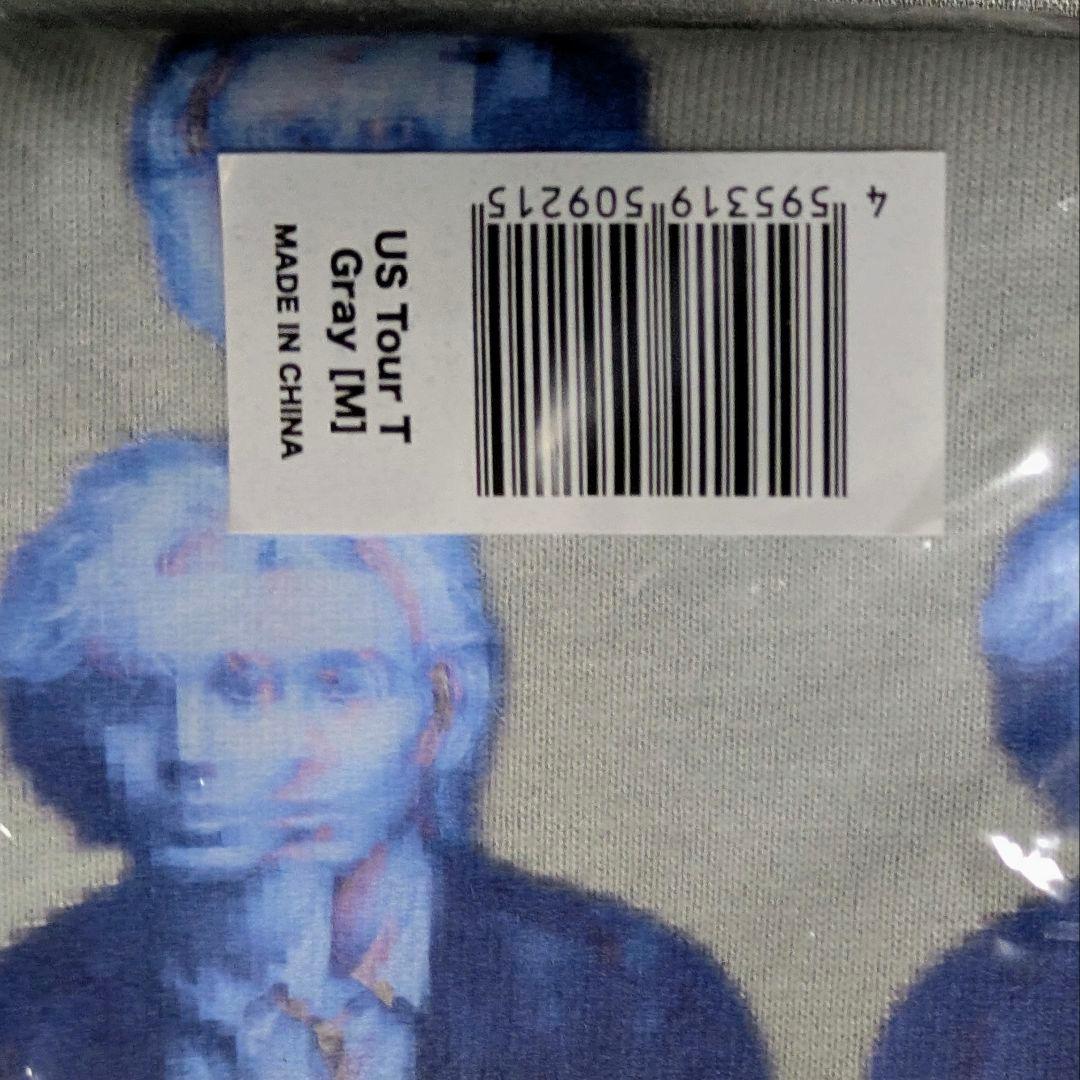 US Tour T
Gray [M]
MADE IN CHINA
4 595319 509215